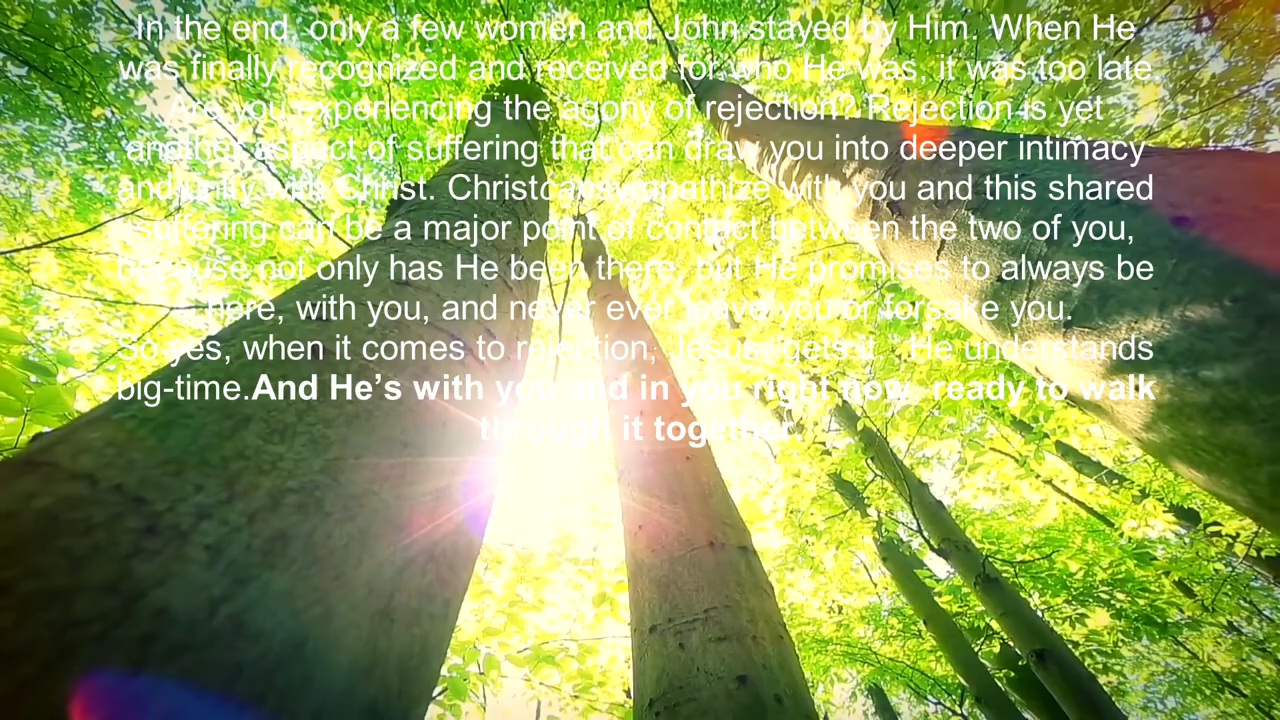 In the end, only a few women and John stayed by Him. When He
was finally recognized and received for who He was, it was too late.
Are you experiencing the agony of rejection? Rejection is yet
another aspect of suffering that can draw you into deeper intimacy
and unity with Christ. Christcansympathize with you and this shared
suffering can be a major point of contact between the two of you,
because not only has He been there, but He promises to always be
here, with you, and never ever leave you or forsake you.
So yes, when it comes to rejection, Jesus “gets it.” He understands
big-time.And He’s with you and in you right now, ready to walk
through it together.